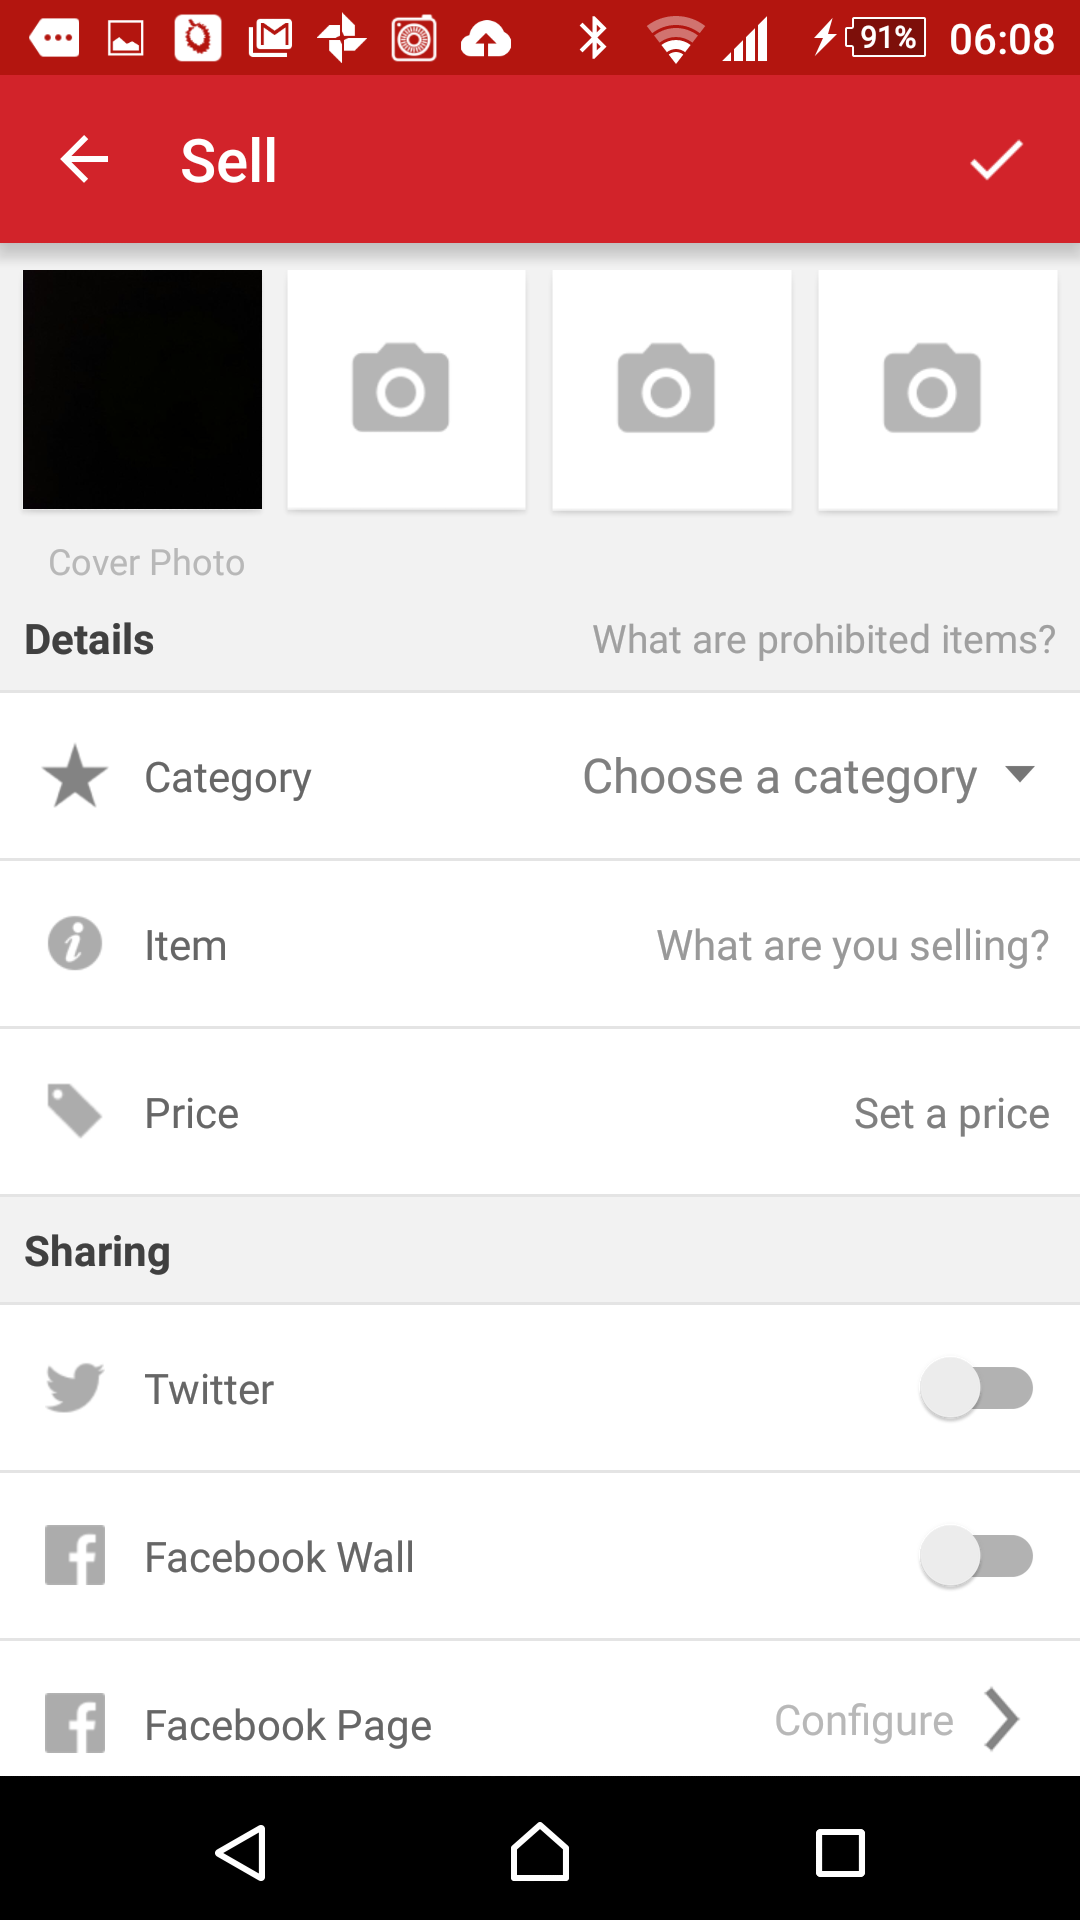 91% 06:08
Sell
Cover Photo
Details What are prohibited items?
Category Choose a category
Item What are you selling?
Price Set a price
Sharing
Twitter
Facebook Wall
Facebook Page Configure